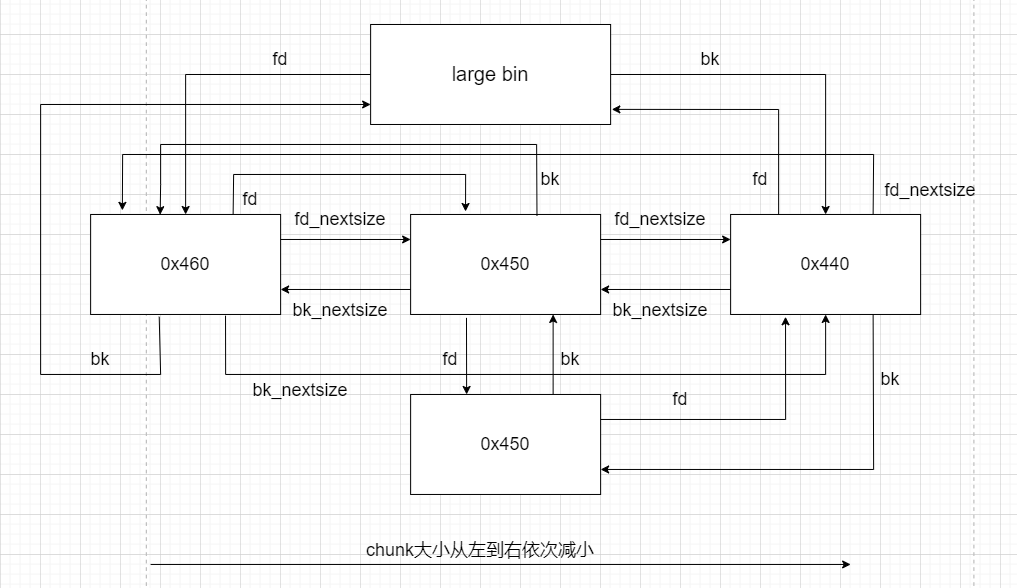 fd
large bin
bk
fd
bk
fd
fd_nextsize
fd_nextsize
fd_nextsize
0x460
0x450
0x440
bk_nextsize
bk_nextsize
bk
fd
bk
bk
bk_nextsize
fd
0x450
chunk大小从左到右依次减小